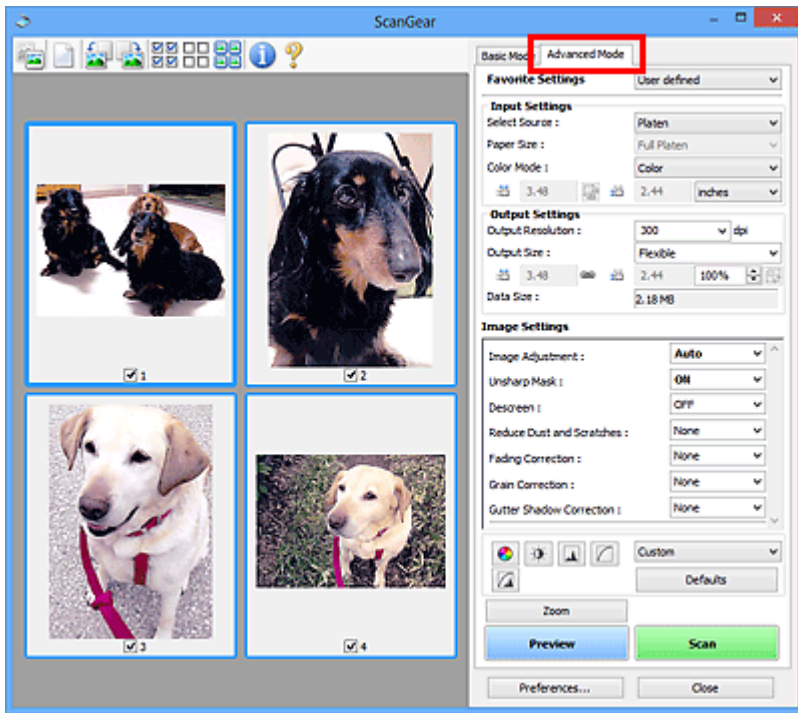 ScanGear
Basic Mode Advanced Mode
Favorite Settings User defined
Input Settings
Select Source : Platen
Paper Size : Full Platen
Color Mode : Color
3.48 2.44 inches
Output Settings
Output Resolution : 300 dpi
Output Size : Flexible
3.48 2.44 100%
Data Size : 2.18 MB
Image Settings
Image Adjustment : Auto
Unsharp Mask : ON
Descreen : OFF
Reduce Dust and Scratches : None
Fading Correction : None
Grain Correction : None
Gutter Shadow Correction : None
Custom
Defaults
Zoom
Preview Scan
Preferences... Close
1
2
3
4